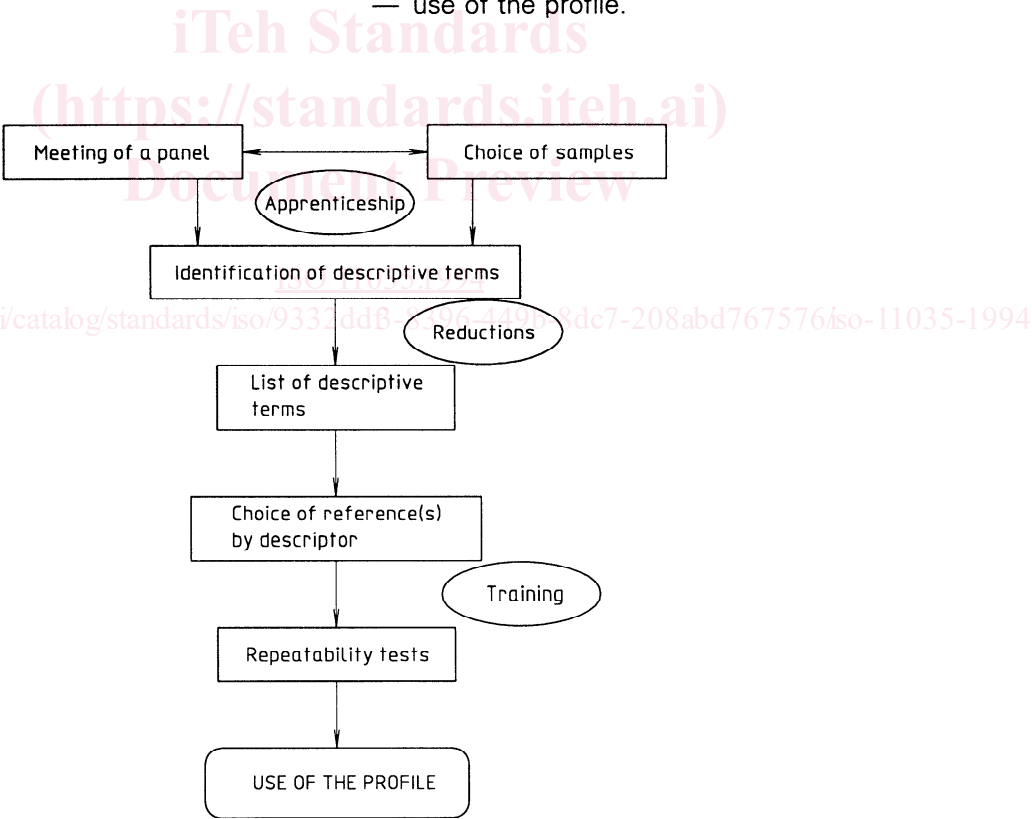 — use of the profile.
iTeh Standards
(https://standards.iteh.ai)
Document Preview
Meeting of a panel
Choice of samples
Apprenticeship
Identification of descriptive terms
ISO 11035:1994
Reductions
List of descriptive
terms
Choice of reference(s)
by descriptor
Training
Repeatability tests
USE OF THE PROFILE